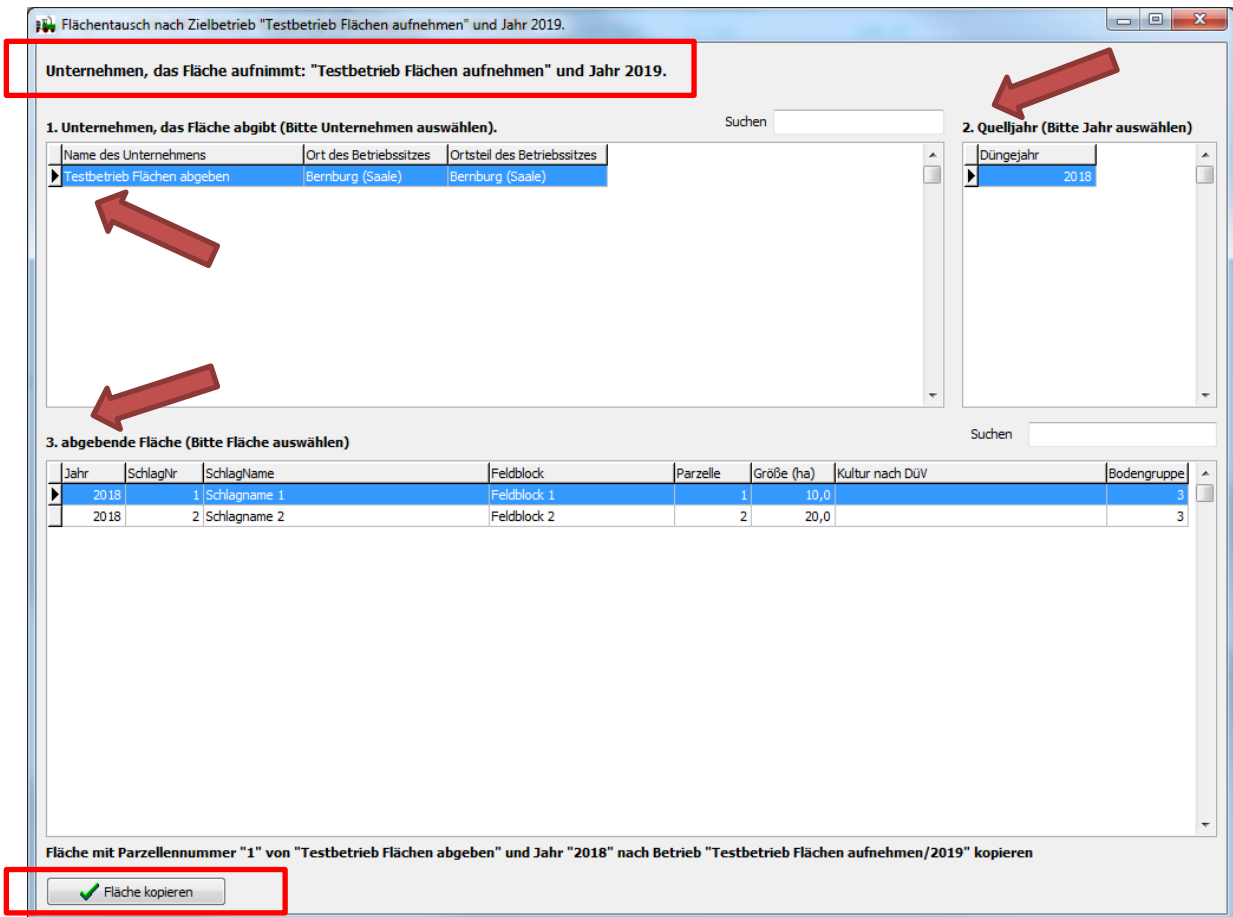 Flächentausch nach Zielbetrieb "Testbetrieb Flächen aufnehmen" und Jahr 2019.
Unternehmen, das Fläche aufnimmt: "Testbetrieb Flächen aufnehmen" und Jahr 2019.
1. Unternehmen, das Fläche abgibt (Bitte Unternehmen auswählen). Suchen
2. Quelljahr (Bitte Jahr auswählen)
Name des Unternehmens Ort des Betriebssitzes Ortsteil des Betriebssitzes
Testbetrieb Flächen abgeben Bernburg (Saale) Bernburg (Saale)
Düngejahr
2018
3. abgebende Fläche (Bitte Fläche auswählen) Suchen
Jahr SchlagNr SchlagName Feldblock Parzelle Größe (ha) Kultur nach DüV Bodengruppe
2018 1 Schlagname 1 Feldblock 1 1 10,0 3
2018 2 Schlagname 2 Feldblock 2 2 20,0 3
Fläche mit Parzellennummer "1" von "Testbetrieb Flächen abgeben" und Jahr "2018" nach Betrieb "Testbetrieb Flächen aufnehmen/2019" kopieren
Fläche kopieren